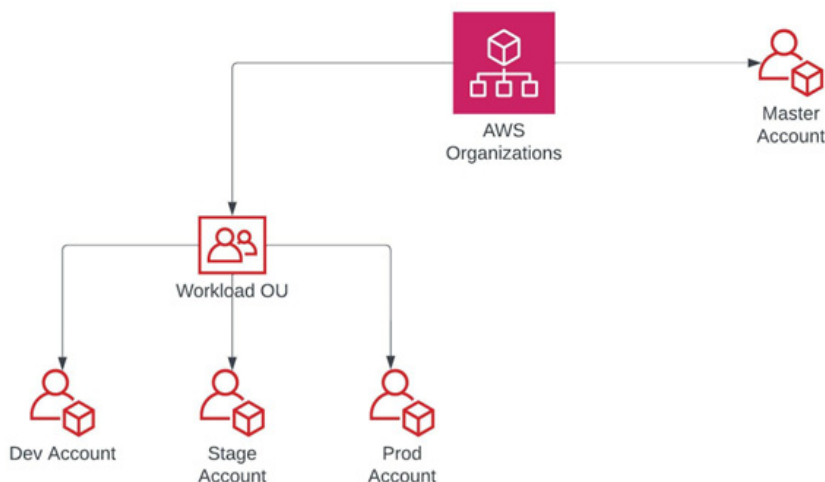 AWS
Organizations
Master
Account
Workload OU
Dev Account
Stage
Account
Prod
Account